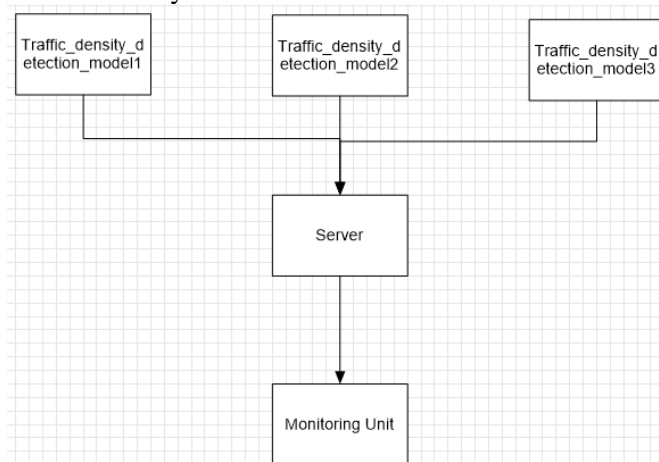 Traffic_density_d
etection_model1
Traffic_density_d
etection_model2
Traffic_density_d
etection_model3
Server
Monitoring Unit